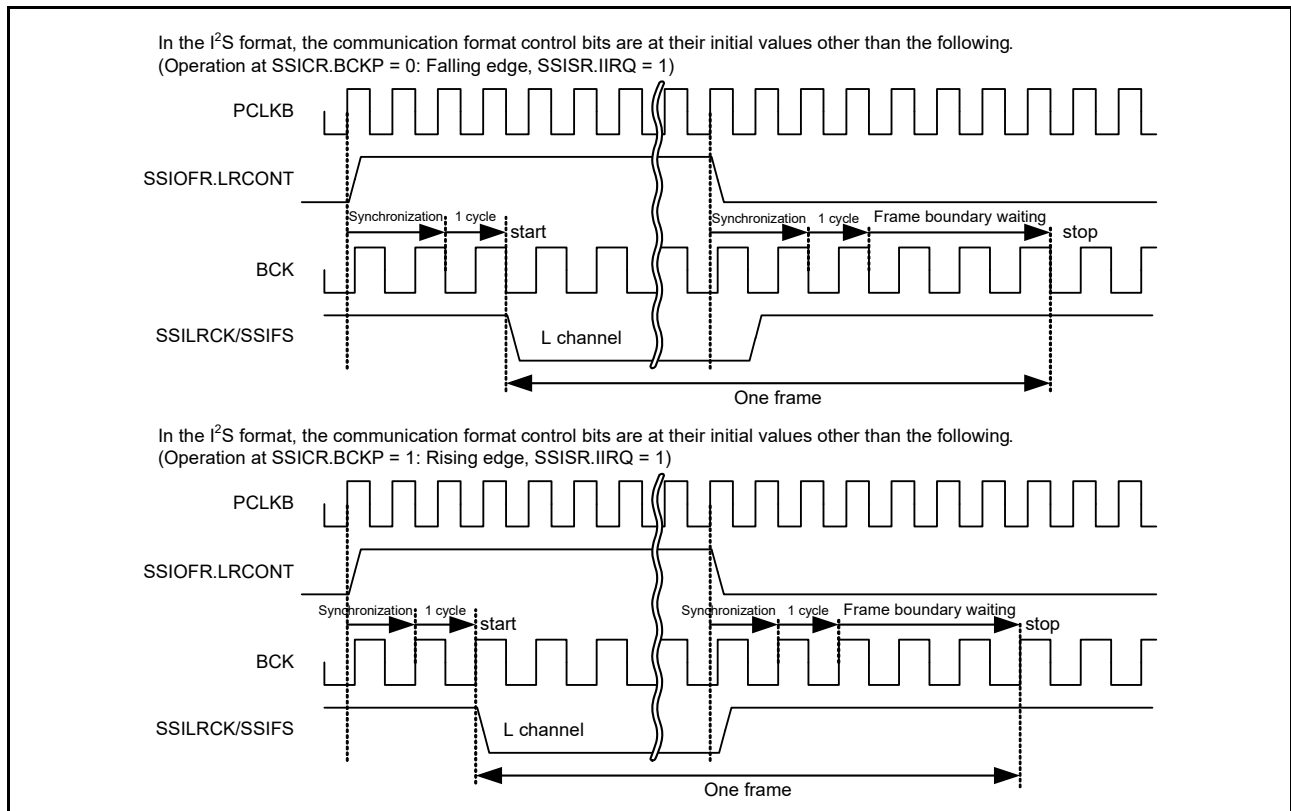 In the I²S format, the communication format control bits are at their initial values other than the following.
(Operation at SSICR.BCKP = 0: Falling edge, SSISR.IIRQ = 1)
PCLKB
SSIOFR.LRCONT
Synchronization 1 cycle start Synchronization 1 cycle Frame boundary waiting stop
BCK
SSILRCK/SSIFS L channel
One frame
In the I²S format, the communication format control bits are at their initial values other than the following.
(Operation at SSICR.BCKP = 1: Rising edge, SSISR.IIRQ = 1)
PCLKB
SSIOFR.LRCONT
Synchronization 1 cycle start Synchronization 1 cycle Frame boundary waiting stop
BCK
SSILRCK/SSIFS L channel
One frame